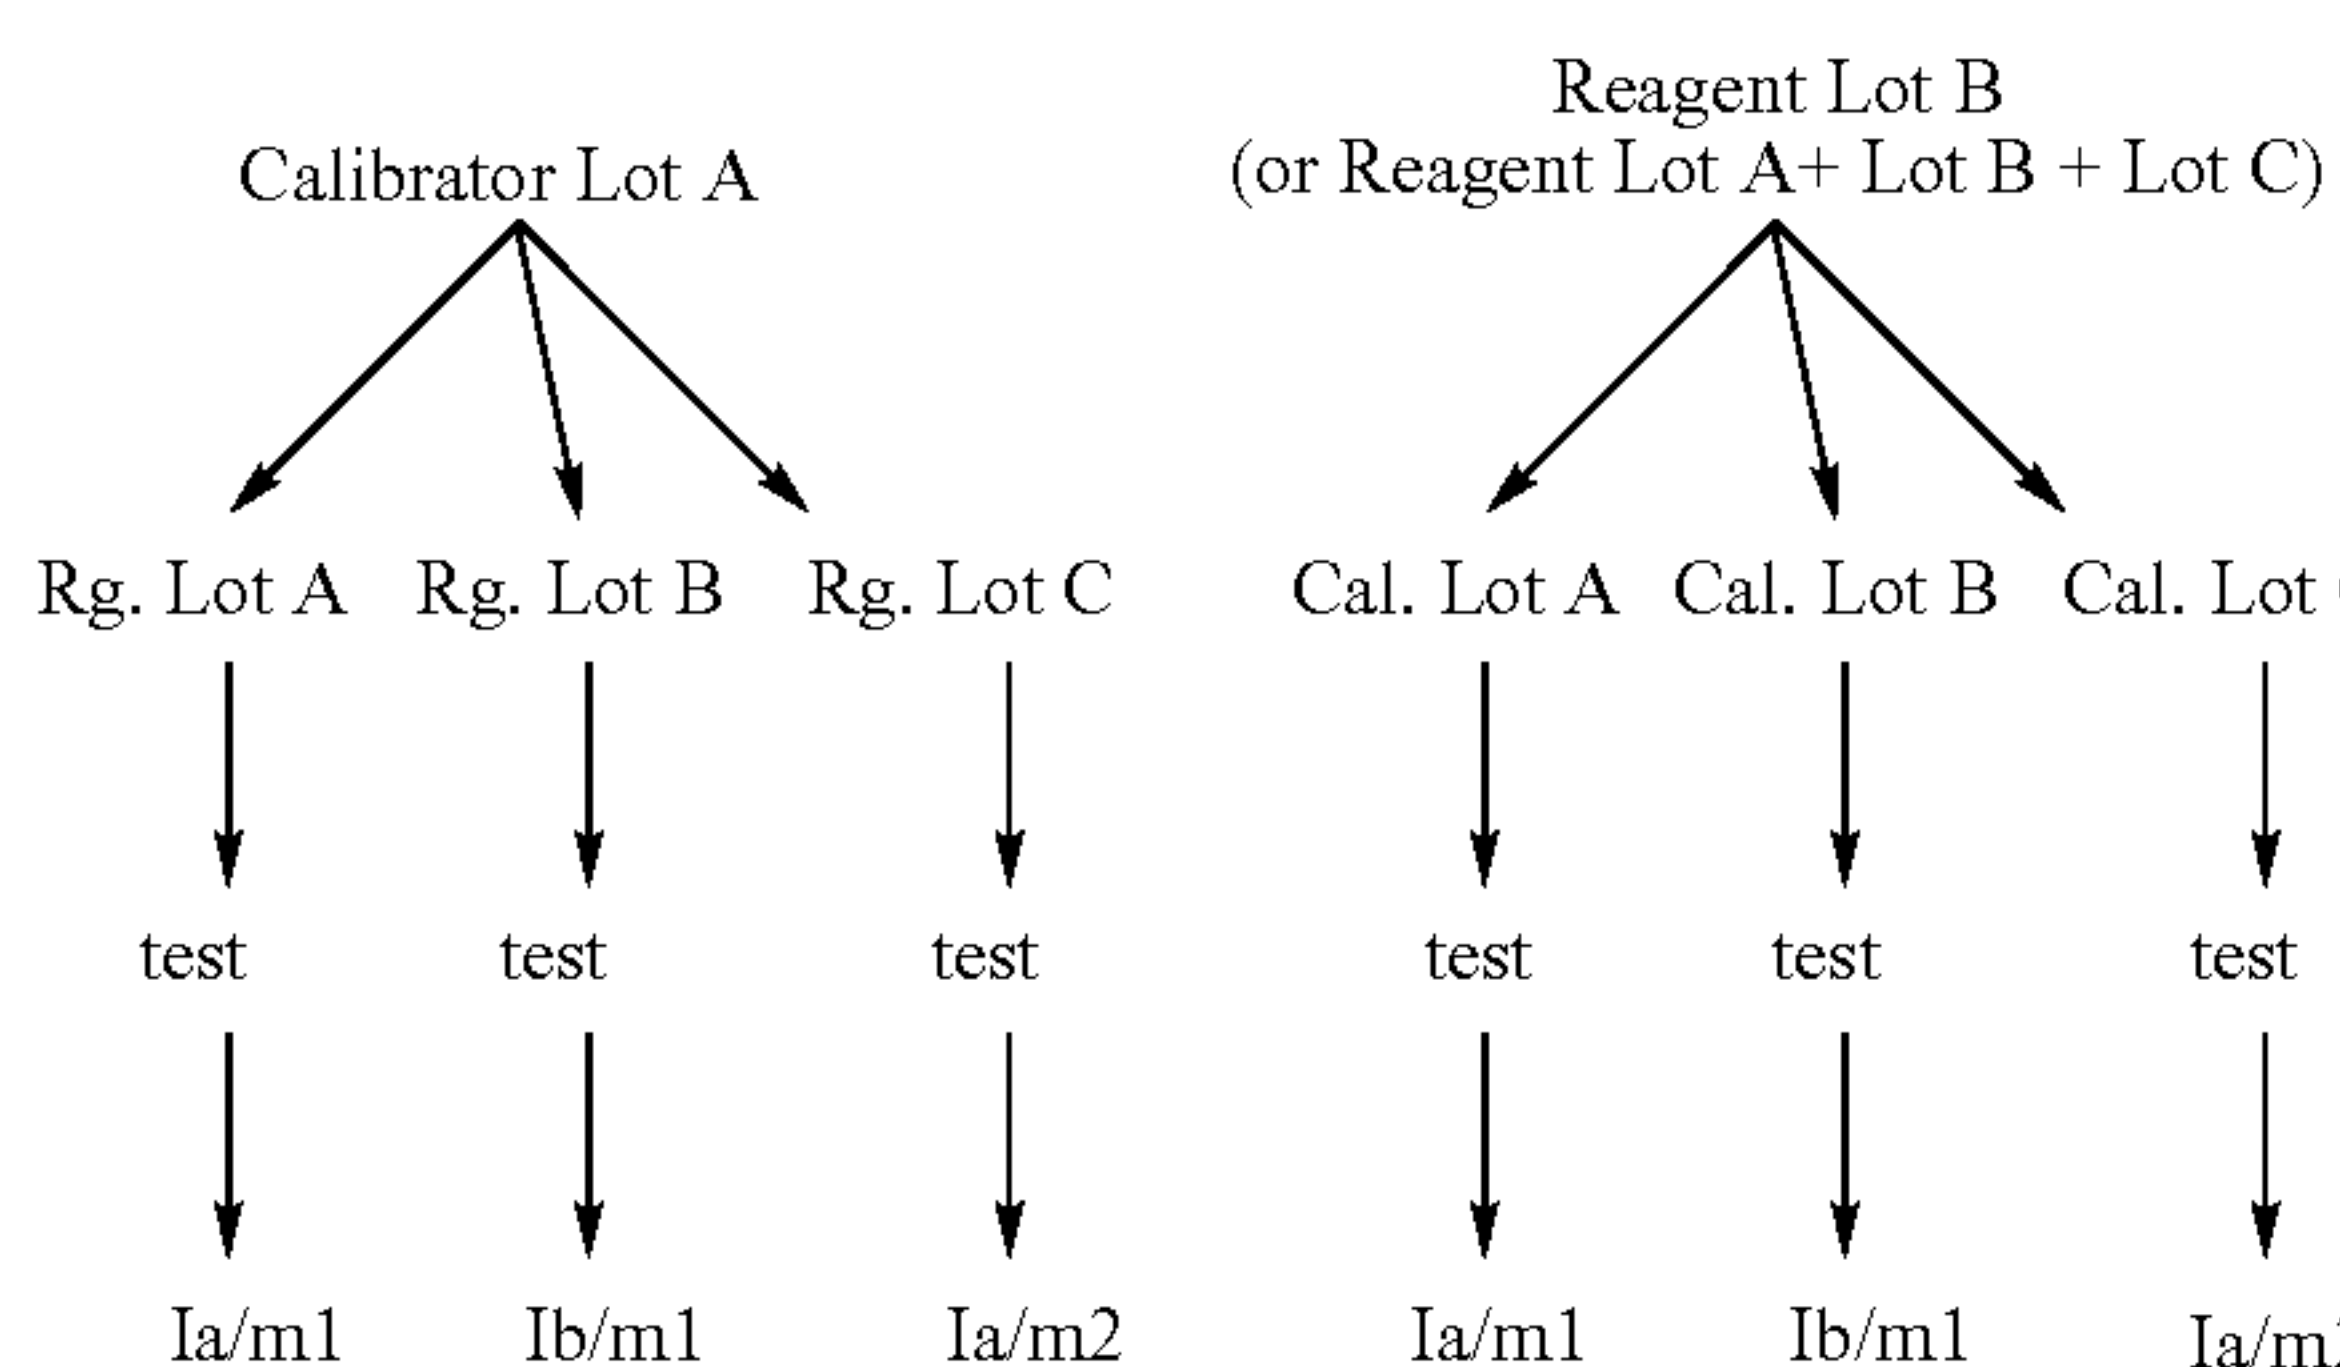 Calibrator Lot A
Reagent Lot B
(or Reagent Lot A+ Lot B + Lot C)
Rg. Lot A Rg. Lot B Rg. Lot C
Cal. Lot A Cal. Lot B Cal. Lot
test test test
test test test
Ia/m1 Ib/m1 Ia/m2
Ia/m1 Ib/m1